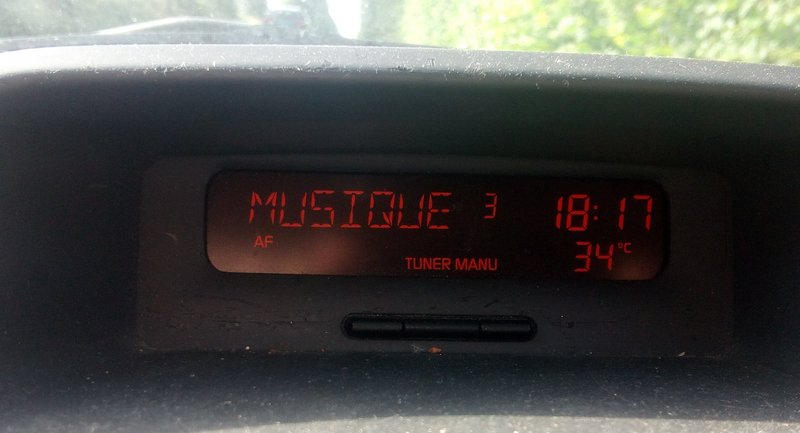 MUSIQUE 3 18:17
AF TUNER MANU 34°C